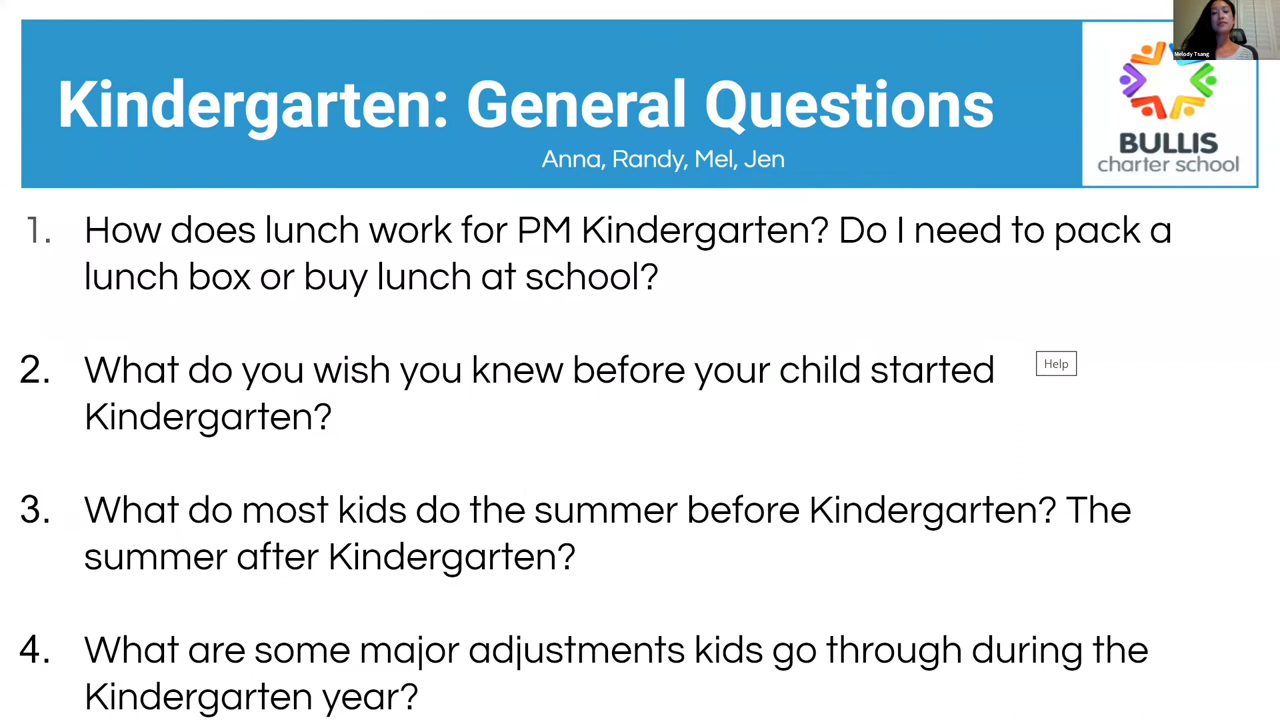 Kindergarten: General Questions
Anna, Randy, Mel, Jen
BULLIS
charter school
Melody Tsang
1. How does lunch work for PM Kindergarten? Do I need to pack a
lunch box or buy lunch at school?
2. What do you wish you knew before your child started
Kindergarten?
Help
3. What do most kids do the summer before Kindergarten? The
summer after Kindergarten?
4. What are some major adjustments kids go through during the
Kindergarten year?